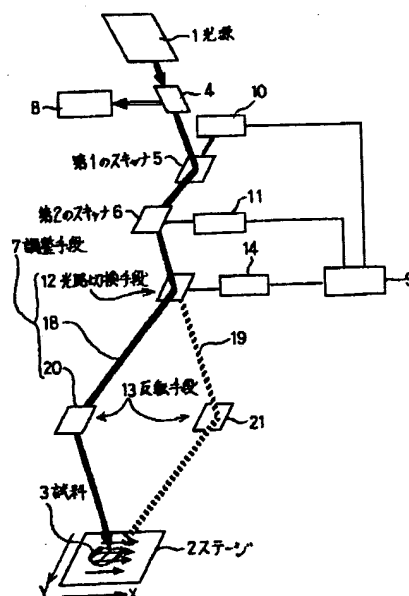 1光源
4
8
10
第1のスキャナ5
第2のスキャナ6
11
7調整手段
12光路切換手段
14
9
18
19
20
13反転手段
21
3試料
2ステージ
Y
X